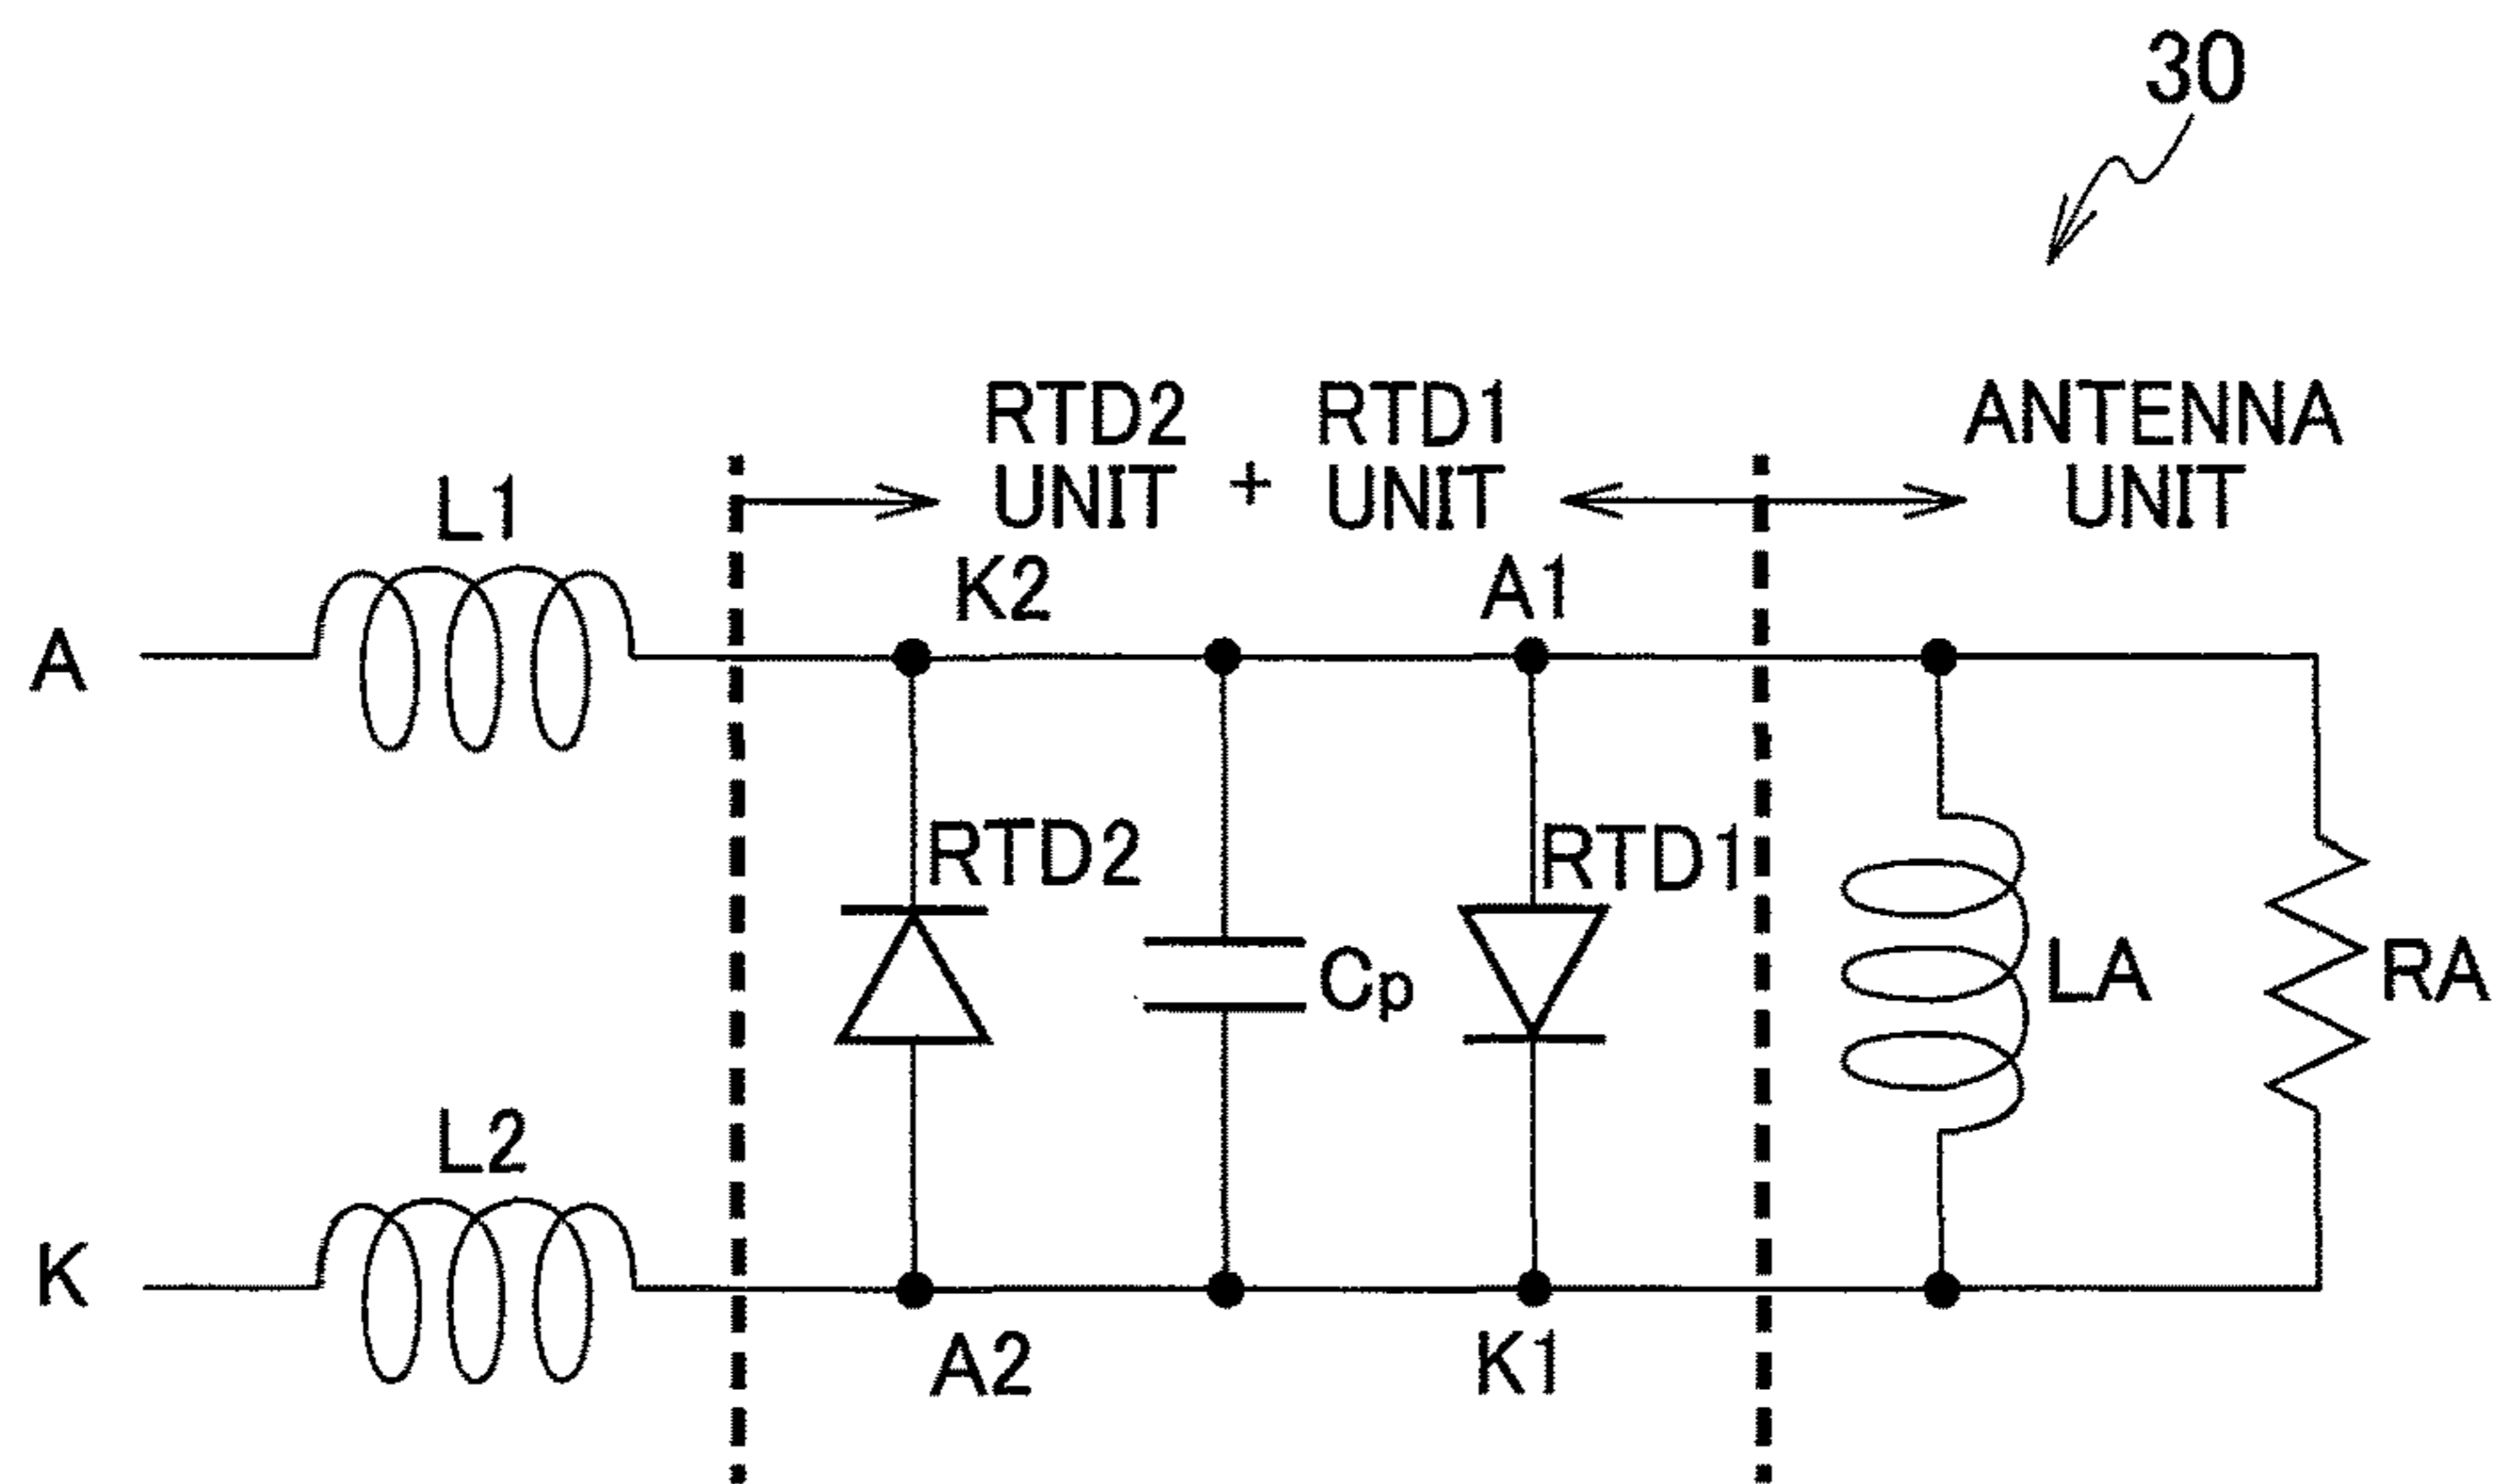 30
RTD2 UNIT + RTD1 UNIT
ANTENNA UNIT
L1
K2
A1
A
RTD2
RTD1
Cp
LA
RA
L2
K
A2
K1